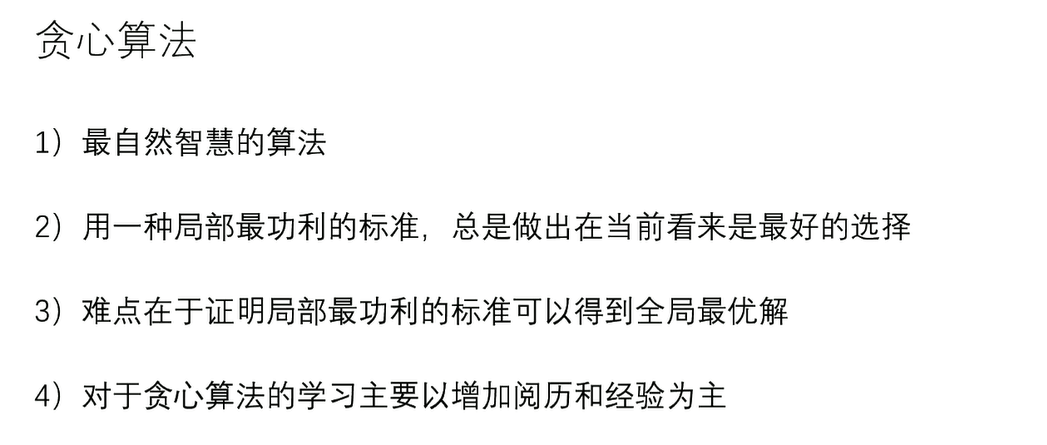 贪心算法
1）最自然智慧的算法
2）用一种局部最功利的标准，总是做出在当前看来是最好的选择
3）难点在于证明局部最功利的标准可以得到全局最优解
4）对于贪心算法的学习主要以增加阅历和经验为主